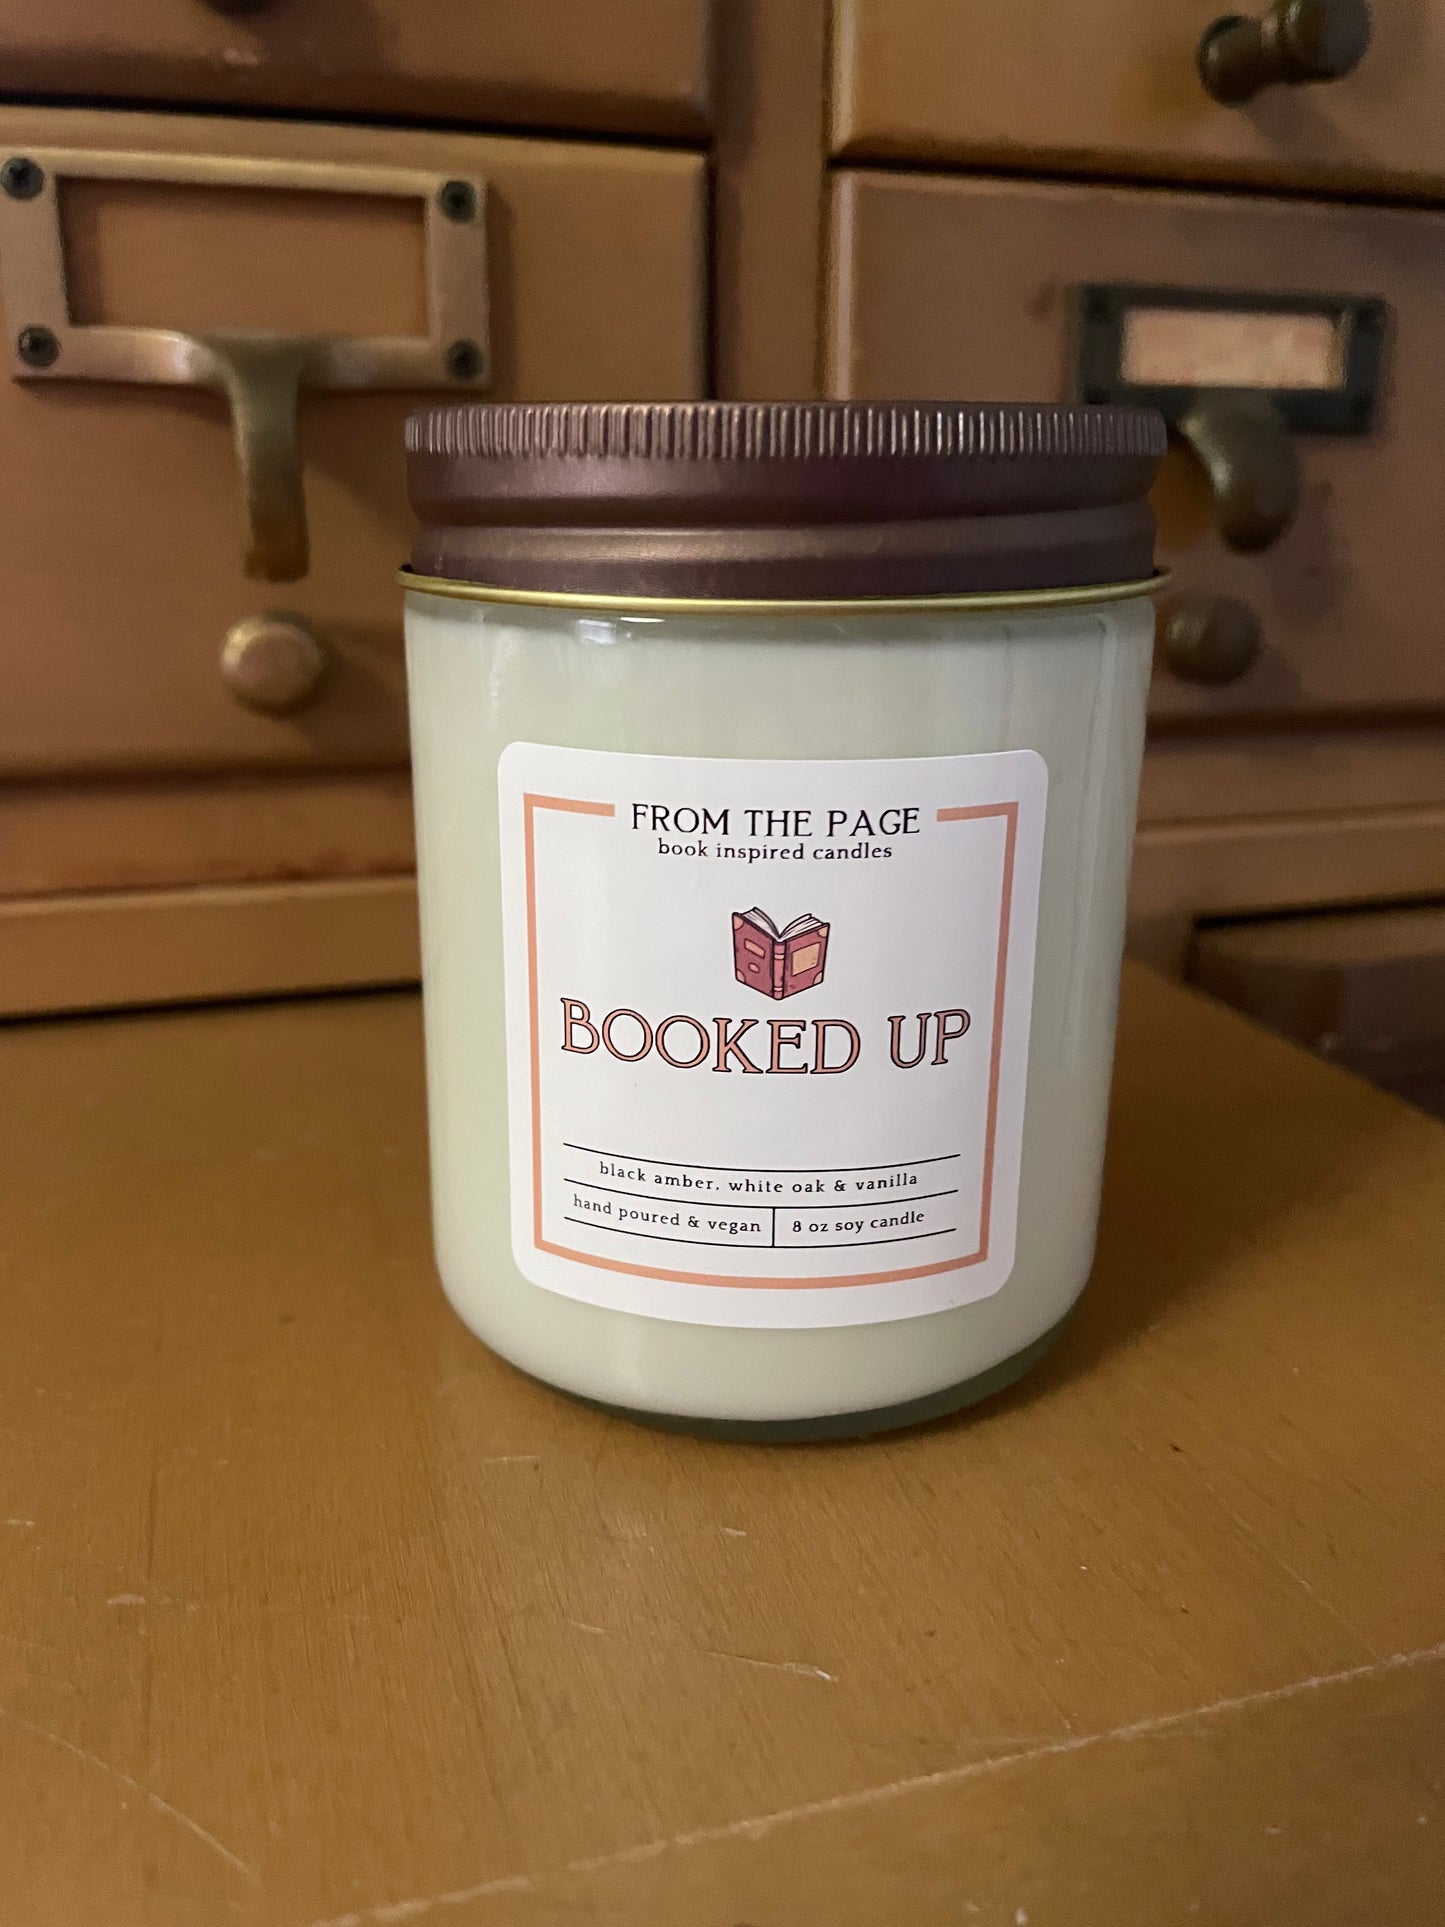 FROM THE PAGE
book inspired candles
BOOKED UP
black amber, white oak & vanilla
hand poured & vegan
8 oz soy candle